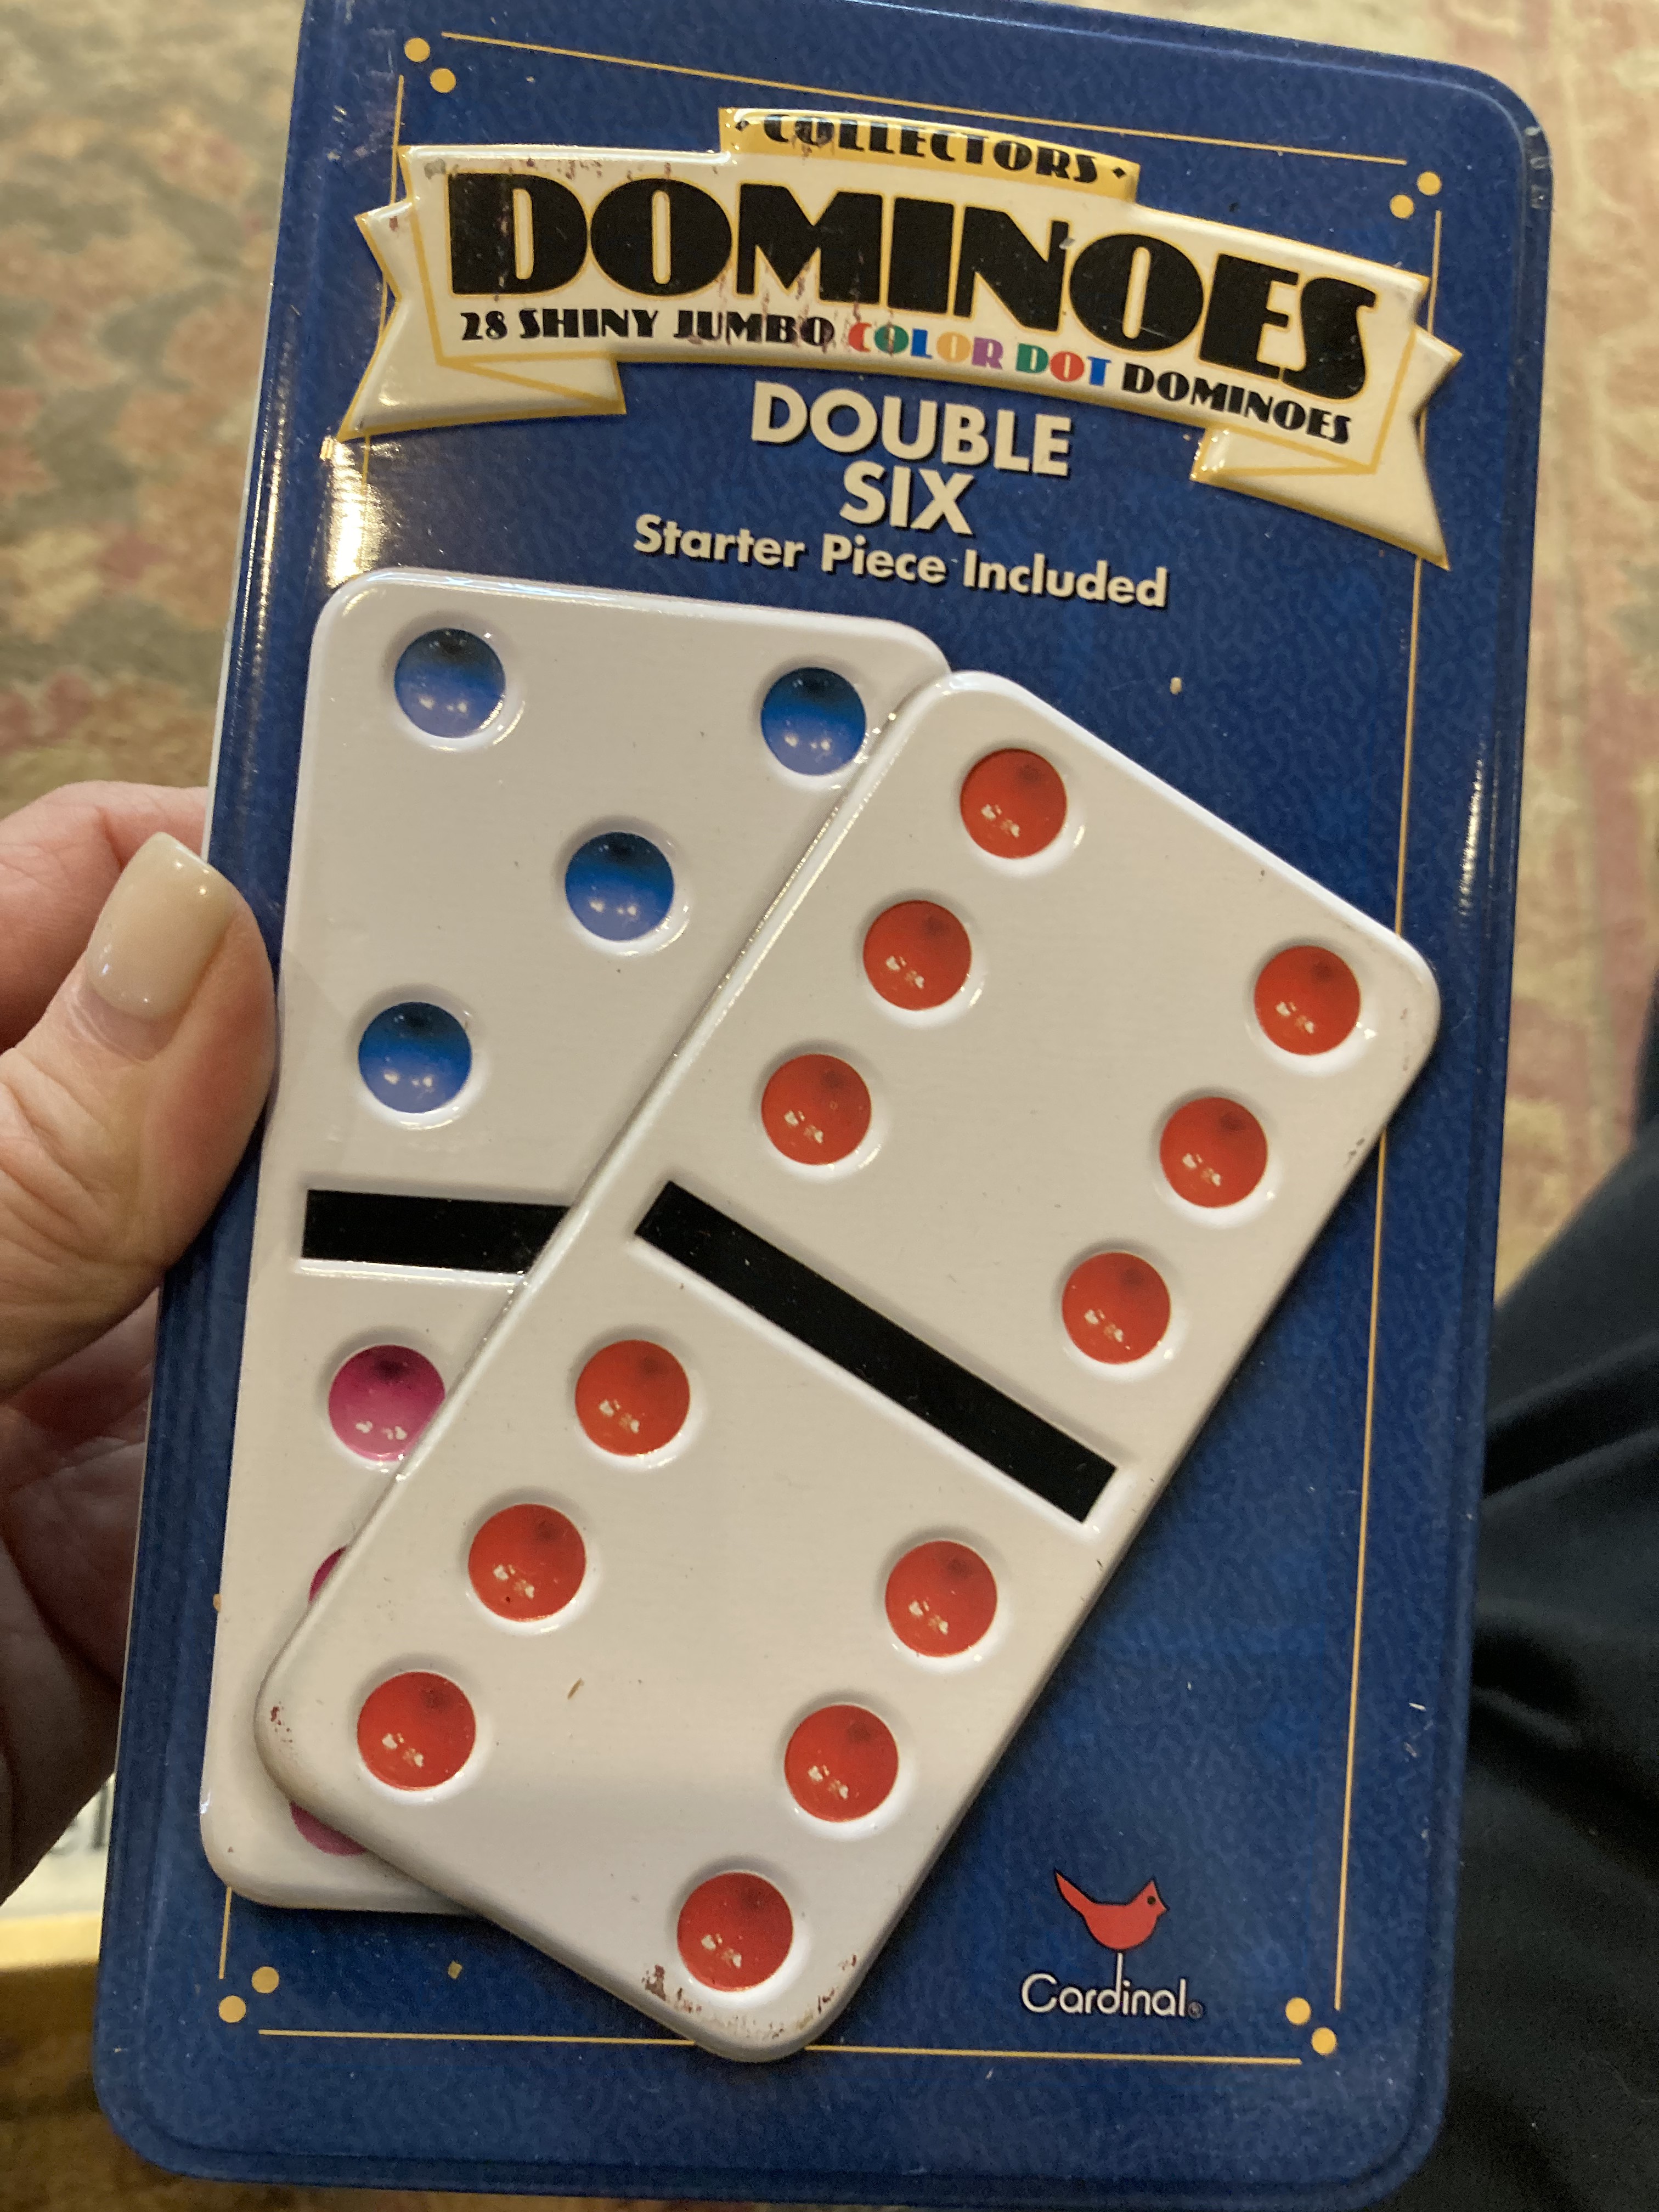 COLLECTORS
DOMINOES
28 SHINY JUMBO COLOR DOT DOMINOES
DOUBLE
SIX
Starter Piece Included
Cardinal®